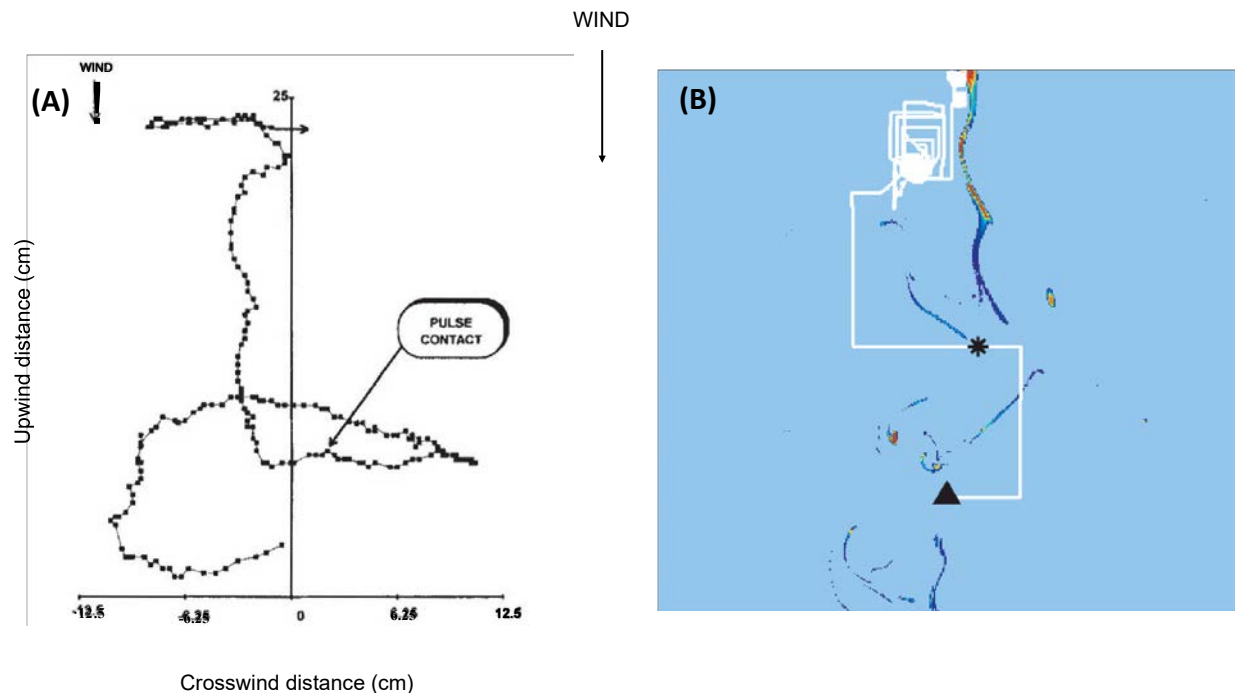 WIND
WIND
(A)
25
(B)
PULSE
CONTACT
Upwind distance (cm)
-12.5
-6.25
0
6.25
12.5
Crosswind distance (cm)